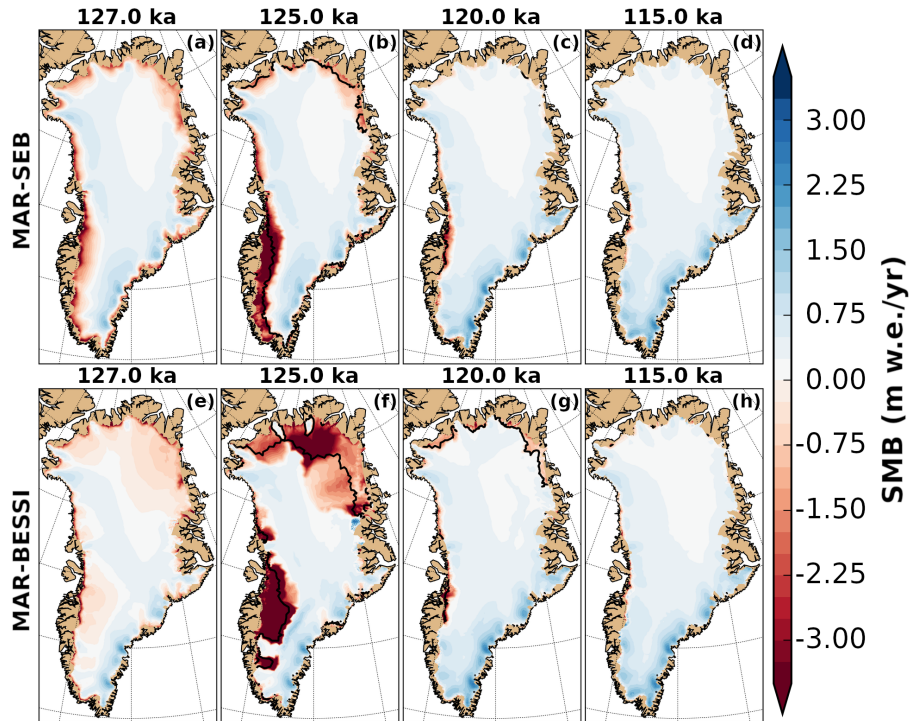 127.0 ka 125.0 ka 120.0 ka 115.0 ka
(a) (b) (c) (d)
MAR-SEB
127.0 ka 125.0 ka 120.0 ka 115.0 ka
(e) (f) (g) (h)
MAR-BESSI
3.00
2.25
1.50
0.75
0.00
-0.75
-1.50
-2.25
-3.00
SMB (m w.e./yr)